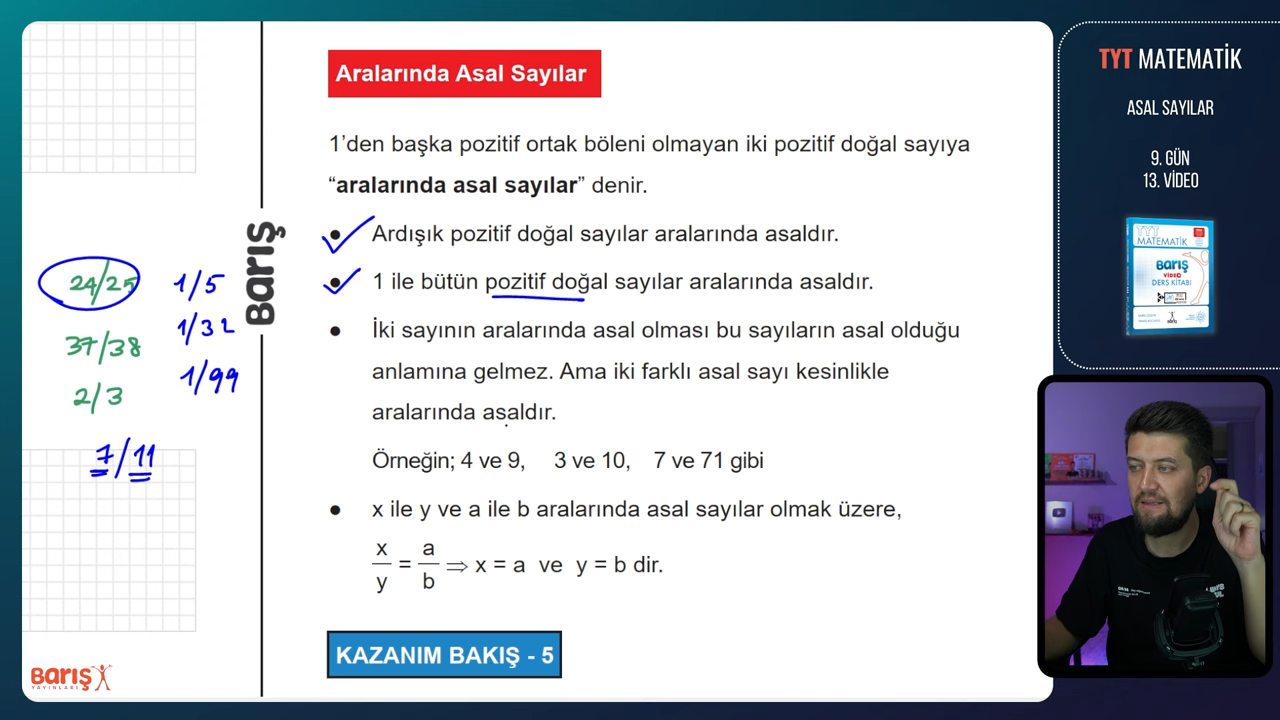 Aralarında Asal Sayılar
1’den başka pozitif ortak böleni olmayan iki pozitif doğal sayıya
“aralarında asal sayılar” denir.
● Ardışık pozitif doğal sayılar aralarında asaldır.
● 1 ile bütün pozitif doğal sayılar aralarında asaldır.
● İki sayının aralarında asal olması bu sayıların asal olduğu
anlamına gelmez. Ama iki farklı asal sayı kesinlikle
aralarında asaldır.
Örneğin; 4 ve 9, 3 ve 10, 7 ve 71 gibi
● x ile y ve a ile b aralarında asal sayılar olmak üzere,
x/y = a/b ⇒ x = a ve y = b dir.
KAZANIM BAKIŞ - 5
24/25
37/38
2/3
7/11
1/5
1/32
1/99
BARIŞ
BARIŞ
YAYINLARI
TYT MATEMATİK
ASAL SAYILAR
9. GÜN
13. VİDEO
TYT
MATEMATİK
BARIŞ
VİDEO
DERS KİTABI